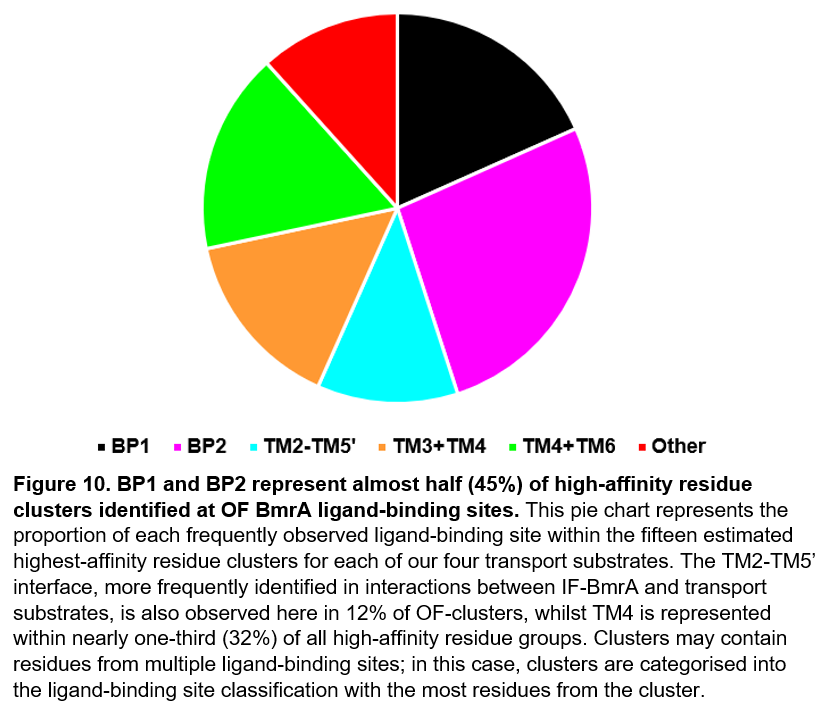 BP1 BP2 TM2-TM5' TM3+TM4 TM4+TM6 Other
Figure 10. BP1 and BP2 represent almost half (45%) of high-affinity residue
clusters identified at OF BmrA ligand-binding sites. This pie chart represents the
proportion of each frequently observed ligand-binding site within the fifteen estimated
highest-affinity residue clusters for each of our four transport substrates. The TM2-TM5’
interface, more frequently identified in interactions between IF-BmrA and transport
substrates, is also observed here in 12% of OF-clusters, whilst TM4 is represented
within nearly one-third (32%) of all high-affinity residue groups. Clusters may contain
residues from multiple ligand-binding sites; in this case, clusters are categorised into
the ligand-binding site classification with the most residues from the cluster.